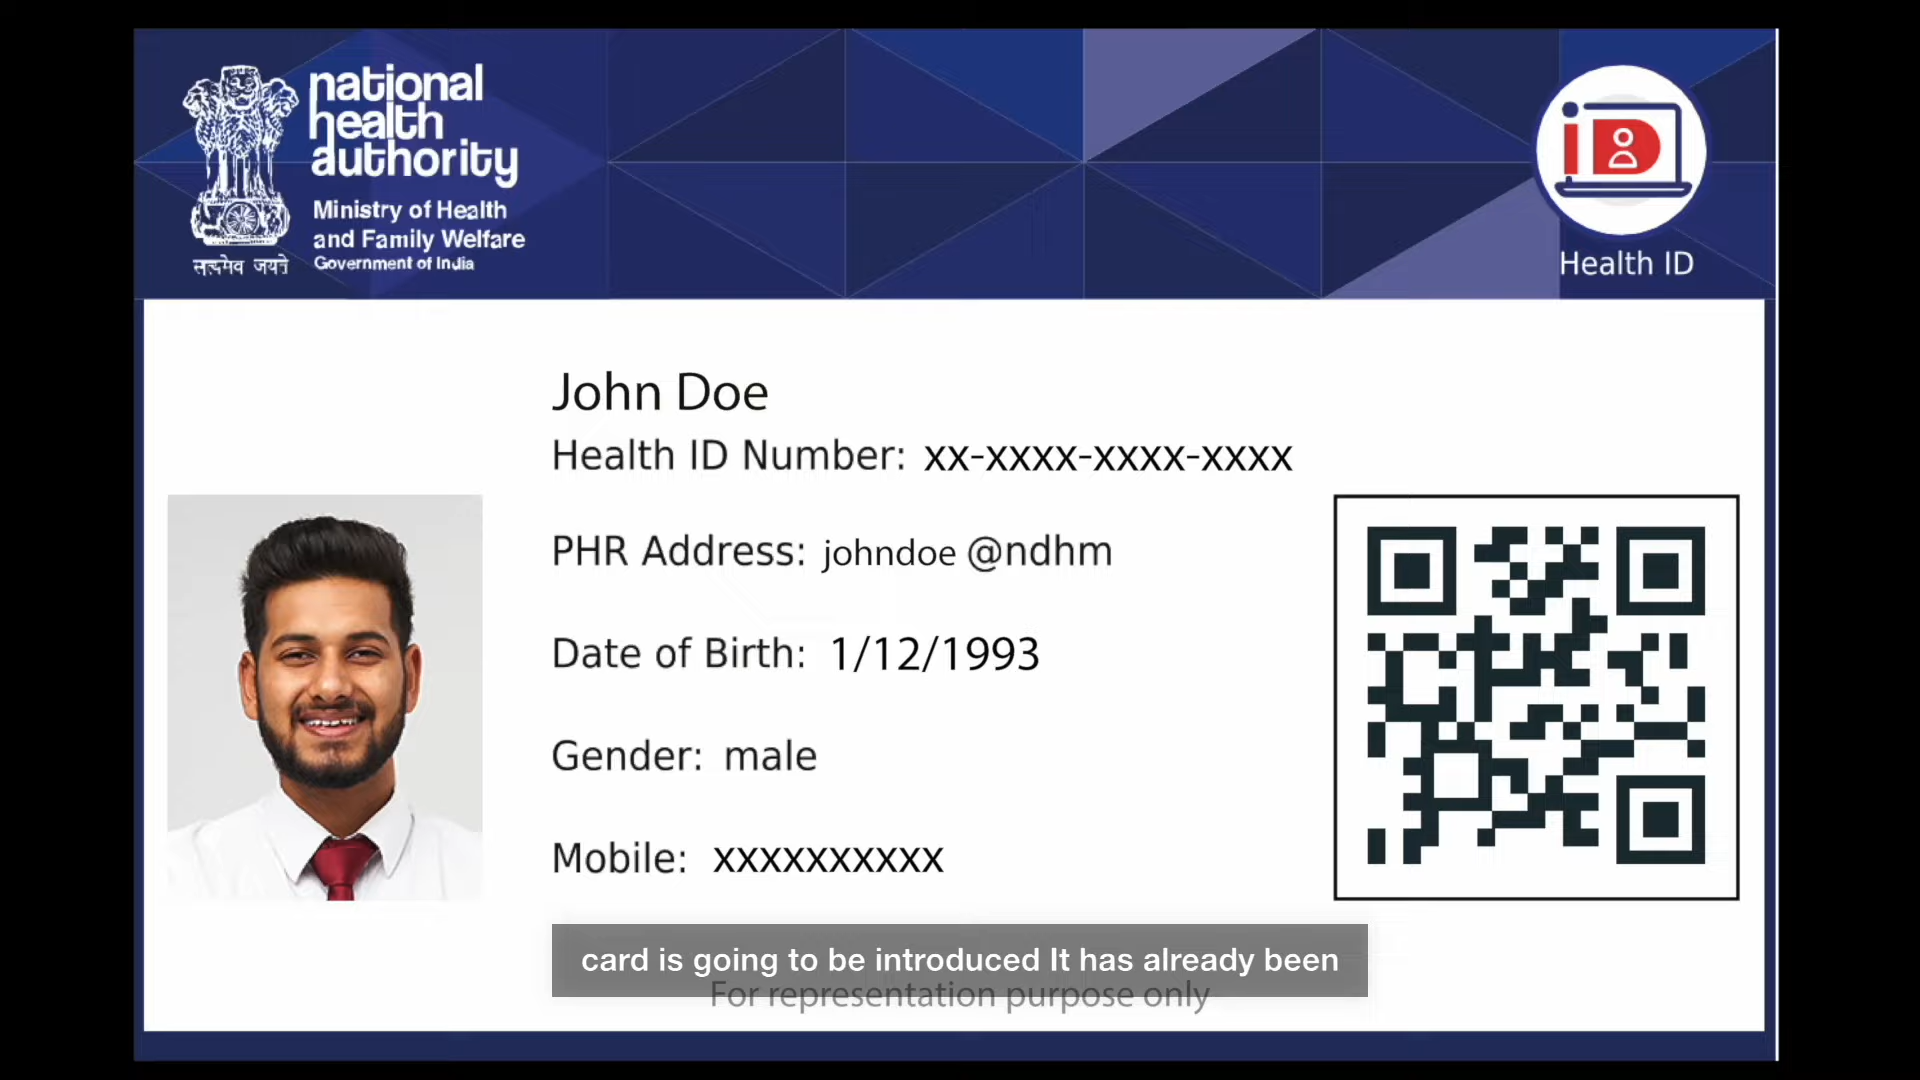 national
health
authority
Ministry of Health
and Family Welfare
Government of India
सत्यमेव जयते
iD
Health ID
John Doe
Health ID Number: xx-xxxx-xxxx-xxxx
PHR Address: johndoe @ndhm
Date of Birth: 1/12/1993
Gender: male
Mobile: xxxxxxxxxx
card is going to be introduced It has already been
For representation purpose only